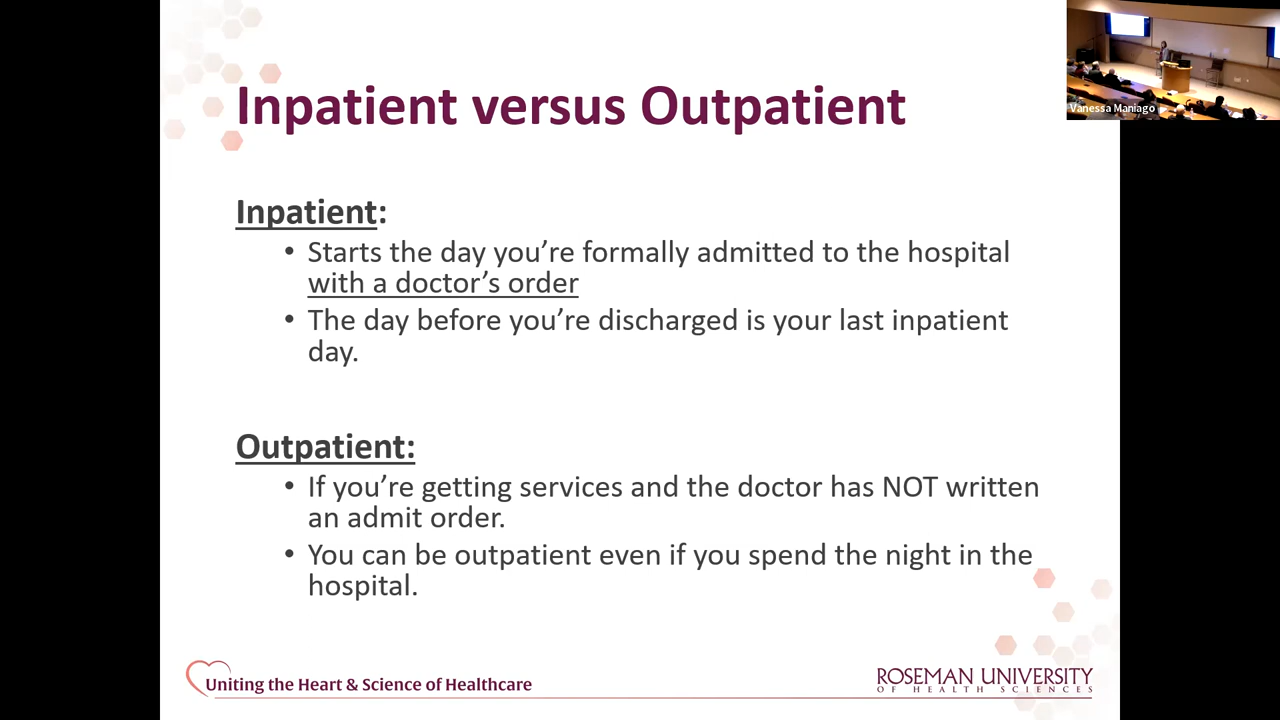 Inpatient versus Outpatient
Vanessa Maniago
Inpatient:
• Starts the day you’re formally admitted to the hospital
with a doctor’s order
• The day before you’re discharged is your last inpatient
day.
Outpatient:
• If you’re getting services and the doctor has NOT written
an admit order.
• You can be outpatient even if you spend the night in the
hospital.
Uniting the Heart & Science of Healthcare
ROSEMAN UNIVERSITY
OF HEALTH SCIENCES